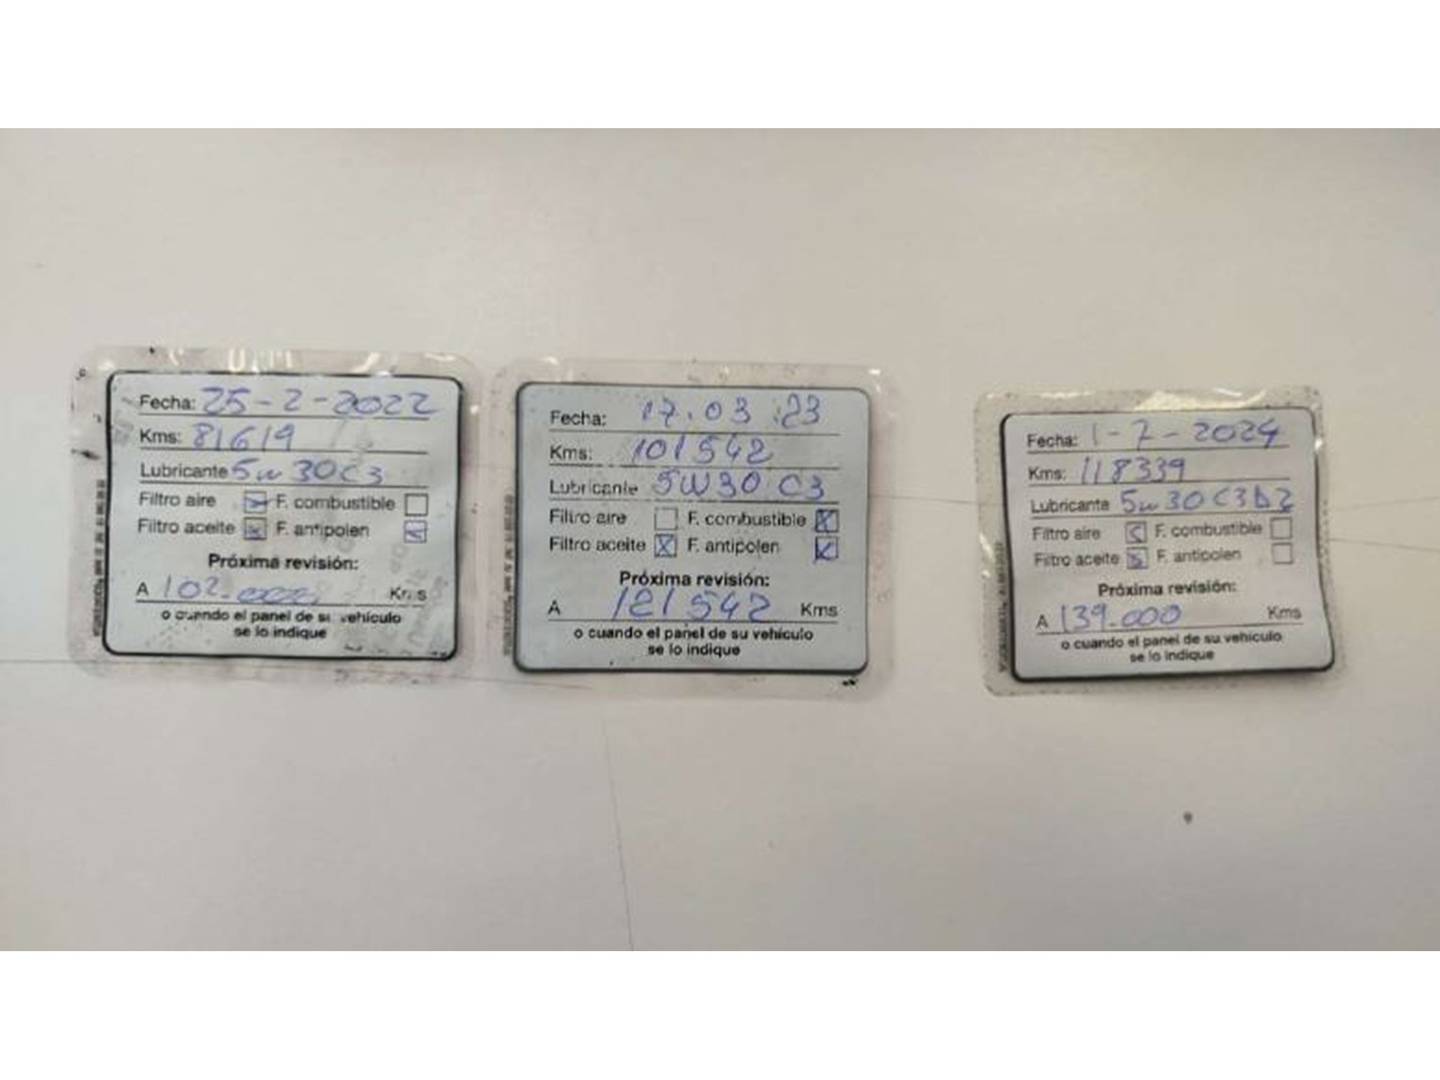 Fecha: 25-2-2022
Kms: 81619
Lubricante 5w30C3
Filtro aire F. combustible
Filtro aceite F. antipolen
Próxima revisión:
A 102.000 Kms
o cuando el panel de su vehículo
se lo indique
Fecha: 17.03.23
Kms: 101542
Lubricante 5W30 C3
Filtro aire F. combustible
Filtro aceite F. antipolen
Próxima revisión:
A 121542 Kms
o cuando el panel de su vehículo
se lo indique
Fecha: 1-7-2024
Kms: 118339
Lubricante 5w30C3D2
Filtro aire F. combustible
Filtro aceite F. antipolen
Próxima revisión:
A 139.000 Kms
o cuando el panel de su vehículo
se lo indique